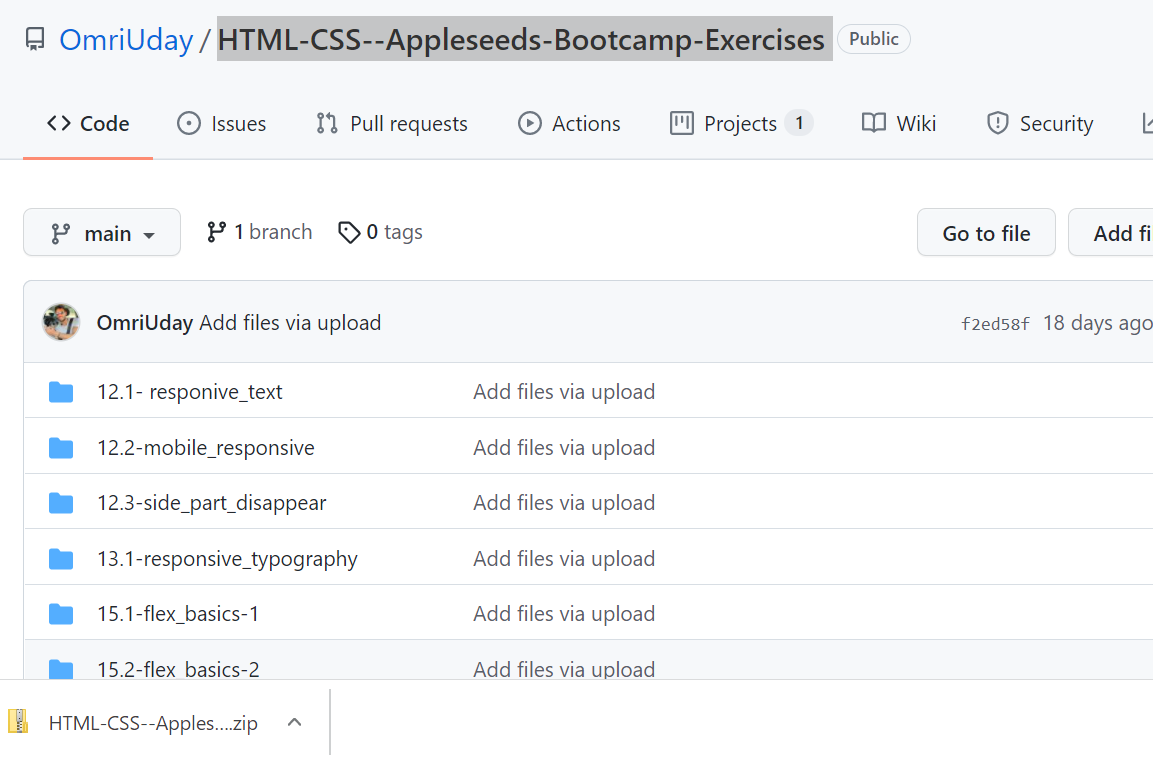 OmriUday / HTML-CSS--Appleseeds-Bootcamp-Exercises Public
Code Issues Pull requests Actions Projects 1 Wiki Security
main 1 branch 0 tags Go to file Add fi
OmriUday Add files via upload f2ed58f 18 days ago
12.1- responive_text Add files via upload
12.2-mobile_responsive Add files via upload
12.3-side_part_disappear Add files via upload
13.1-responsive_typography Add files via upload
15.1-flex_basics-1 Add files via upload
15.2-flex_basics-2 Add files via upload
HTML-CSS--Apples....zip